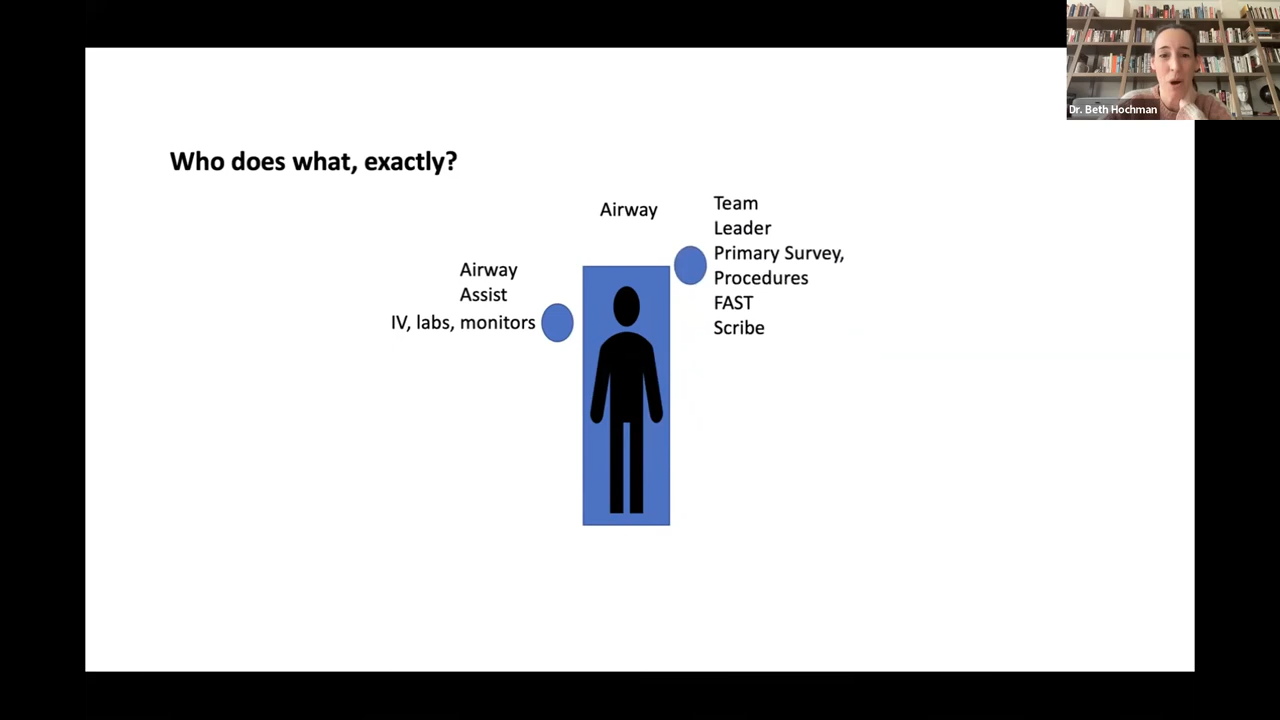 Dr. Beth Hochman
Who does what, exactly?
Airway
Team
Leader
Primary Survey,
Procedures
FAST
Scribe
Airway
Assist
IV, labs, monitors